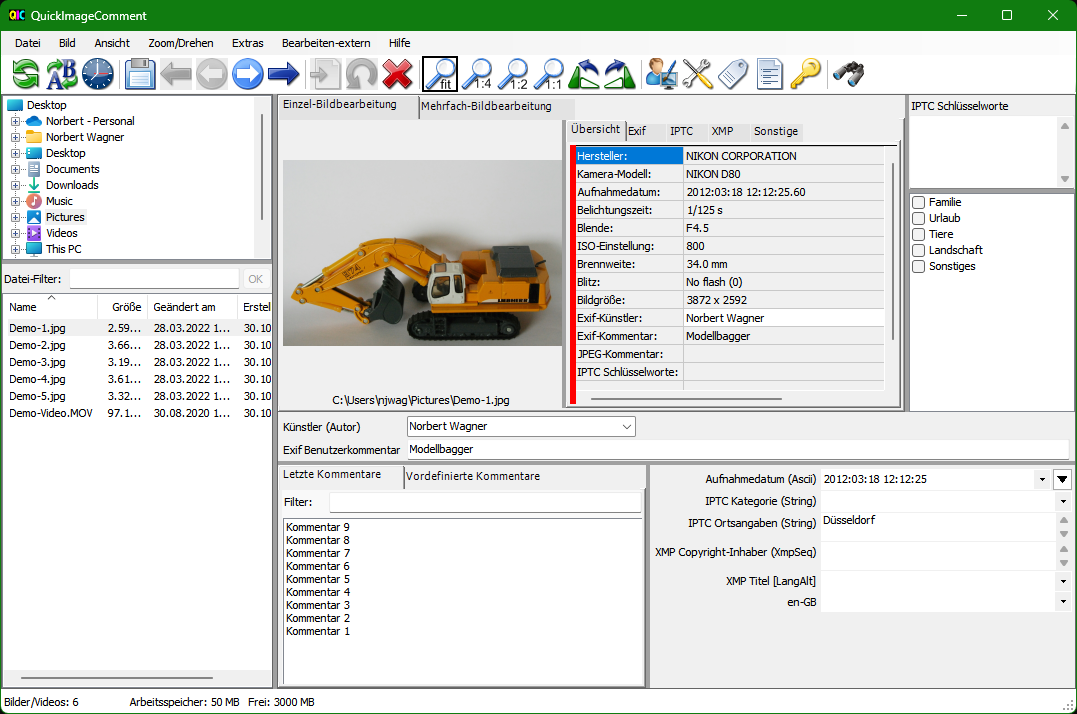 QIC QuickImageComment
Datei Bild Ansicht Zoom/Drehen Extras Bearbeiten-extern Hilfe
AB fit 1:4 1:2 1:1
Desktop
Norbert - Personal
Norbert Wagner
Desktop
Documents
Downloads
Music
Pictures
Videos
This PC
Datei-Filter: OK
Name Größe Geändert am Erstel
Demo-1.jpg 2.59... 28.03.2022 1... 30.10
Demo-2.jpg 3.66... 28.03.2022 1... 30.10
Demo-3.jpg 3.19... 28.03.2022 1... 30.10
Demo-4.jpg 3.61... 28.03.2022 1... 30.10
Demo-5.jpg 3.32... 28.03.2022 1... 30.10
Demo-Video.MOV 97.1... 30.08.2020 1... 30.10
Einzel-Bildbearbeitung Mehrfach-Bildbearbeitung
974
LIEBHERR
C:\Users\njwag\Pictures\Demo-1.jpg
Übersicht Exif IPTC XMP Sonstige
Hersteller: NIKON CORPORATION
Kamera-Modell: NIKON D80
Aufnahmedatum: 2012:03:18 12:12:25.60
Belichtungszeit: 1/125 s
Blende: F4.5
ISO-Einstellung: 800
Brennweite: 34.0 mm
Blitz: No flash (0)
Bildgröße: 3872 x 2592
Exif-Künstler: Norbert Wagner
Exif-Kommentar: Modellbagger
JPEG-Kommentar:
IPTC Schlüsselworte:
IPTC Schlüsselworte
Familie
Urlaub
Tiere
Landschaft
Sonstiges
Künstler (Autor) Norbert Wagner
Exif Benutzerkommentar Modellbagger
Letzte Kommentare Vordefinierte Kommentare
Filter:
Kommentar 9
Kommentar 8
Kommentar 7
Kommentar 6
Kommentar 5
Kommentar 4
Kommentar 3
Kommentar 2
Kommentar 1
Aufnahmedatum (Ascii) 2012:03:18 12:12:25
IPTC Kategorie (String)
IPTC Ortsangaben (String) Düsseldorf
XMP Copyright-Inhaber (XmpSeq)
XMP Titel [LangAlt]
en-GB
Bilder/Videos: 6 Arbeitsspeicher: 50 MB Frei: 3000 MB